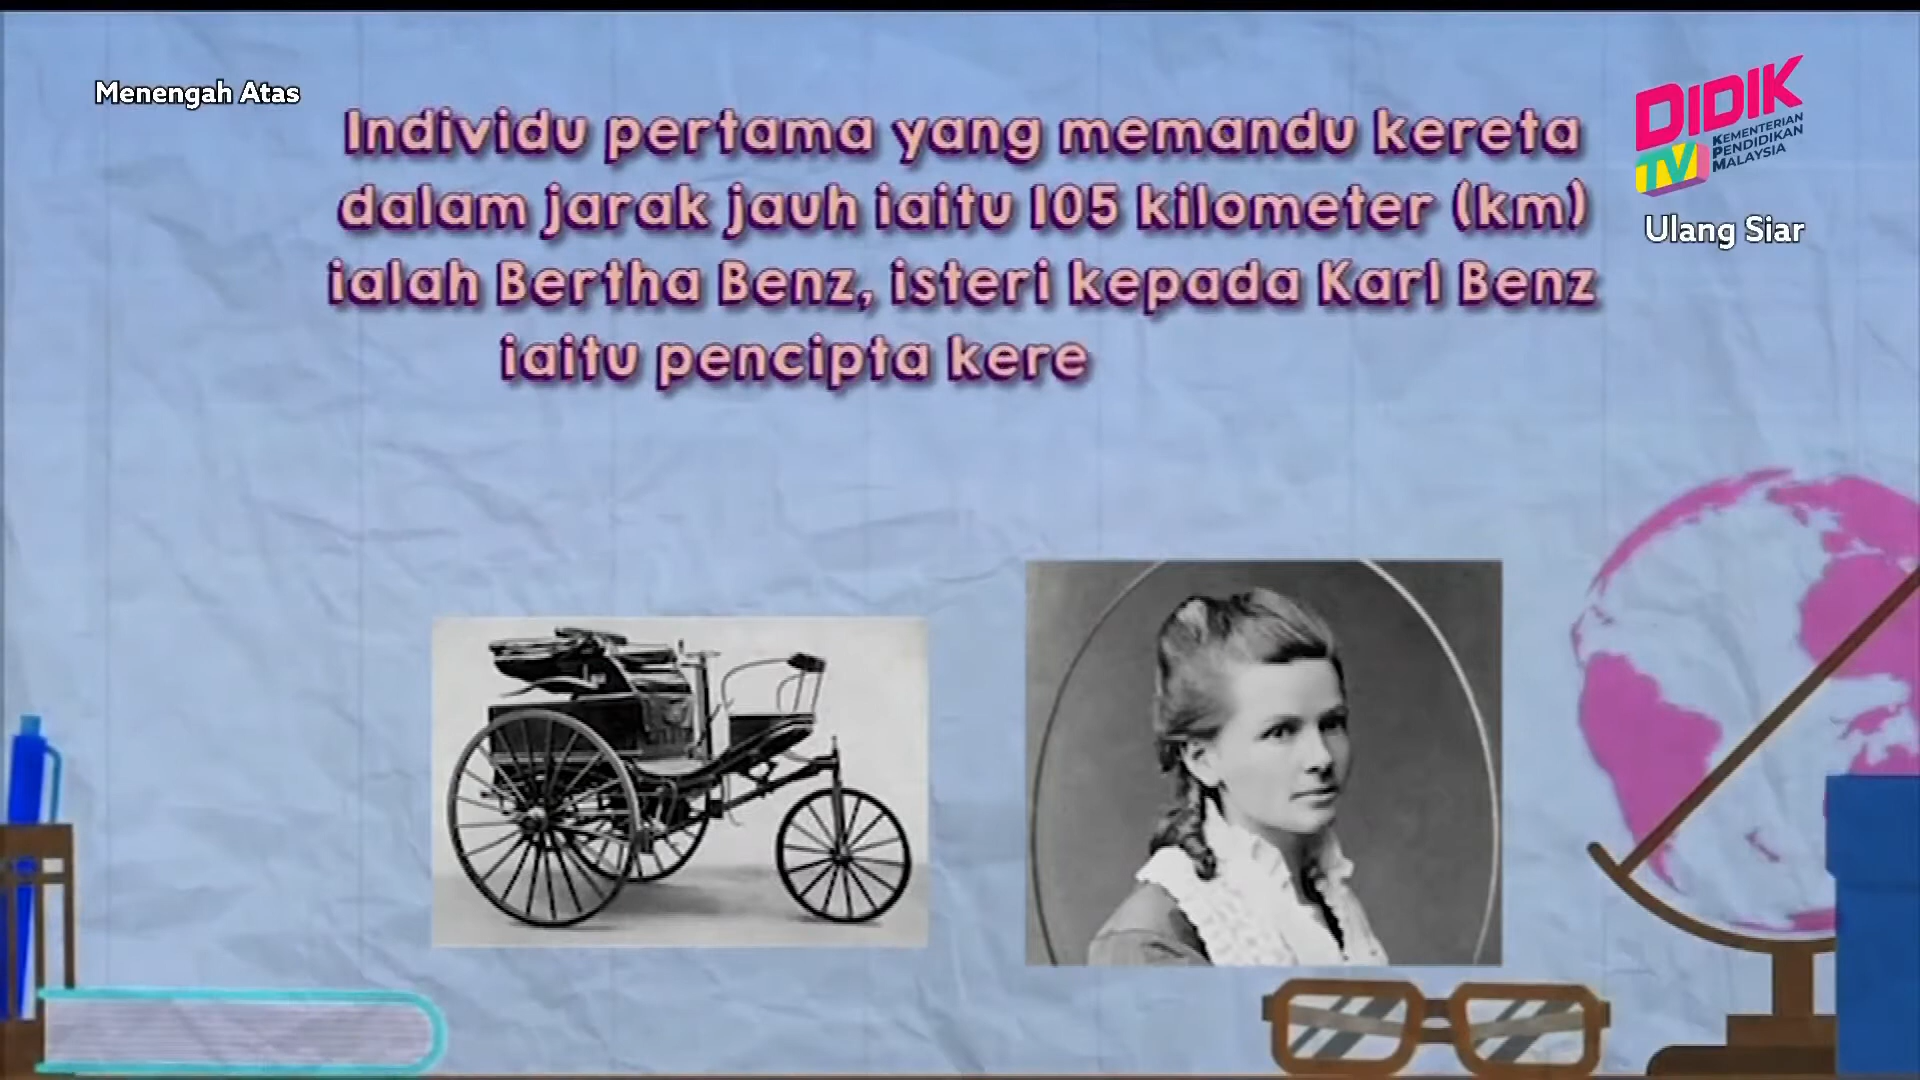 Menengah Atas
Individu pertama yang memandu kereta
dalam jarak jauh iaitu 105 kilometer (km)
ialah Bertha Benz, isteri kepada Karl Benz
iaitu pencipta kere
DIDIK
TV
KEMENTERIAN
PENDIDIKAN
MALAYSIA
Ulang Siar